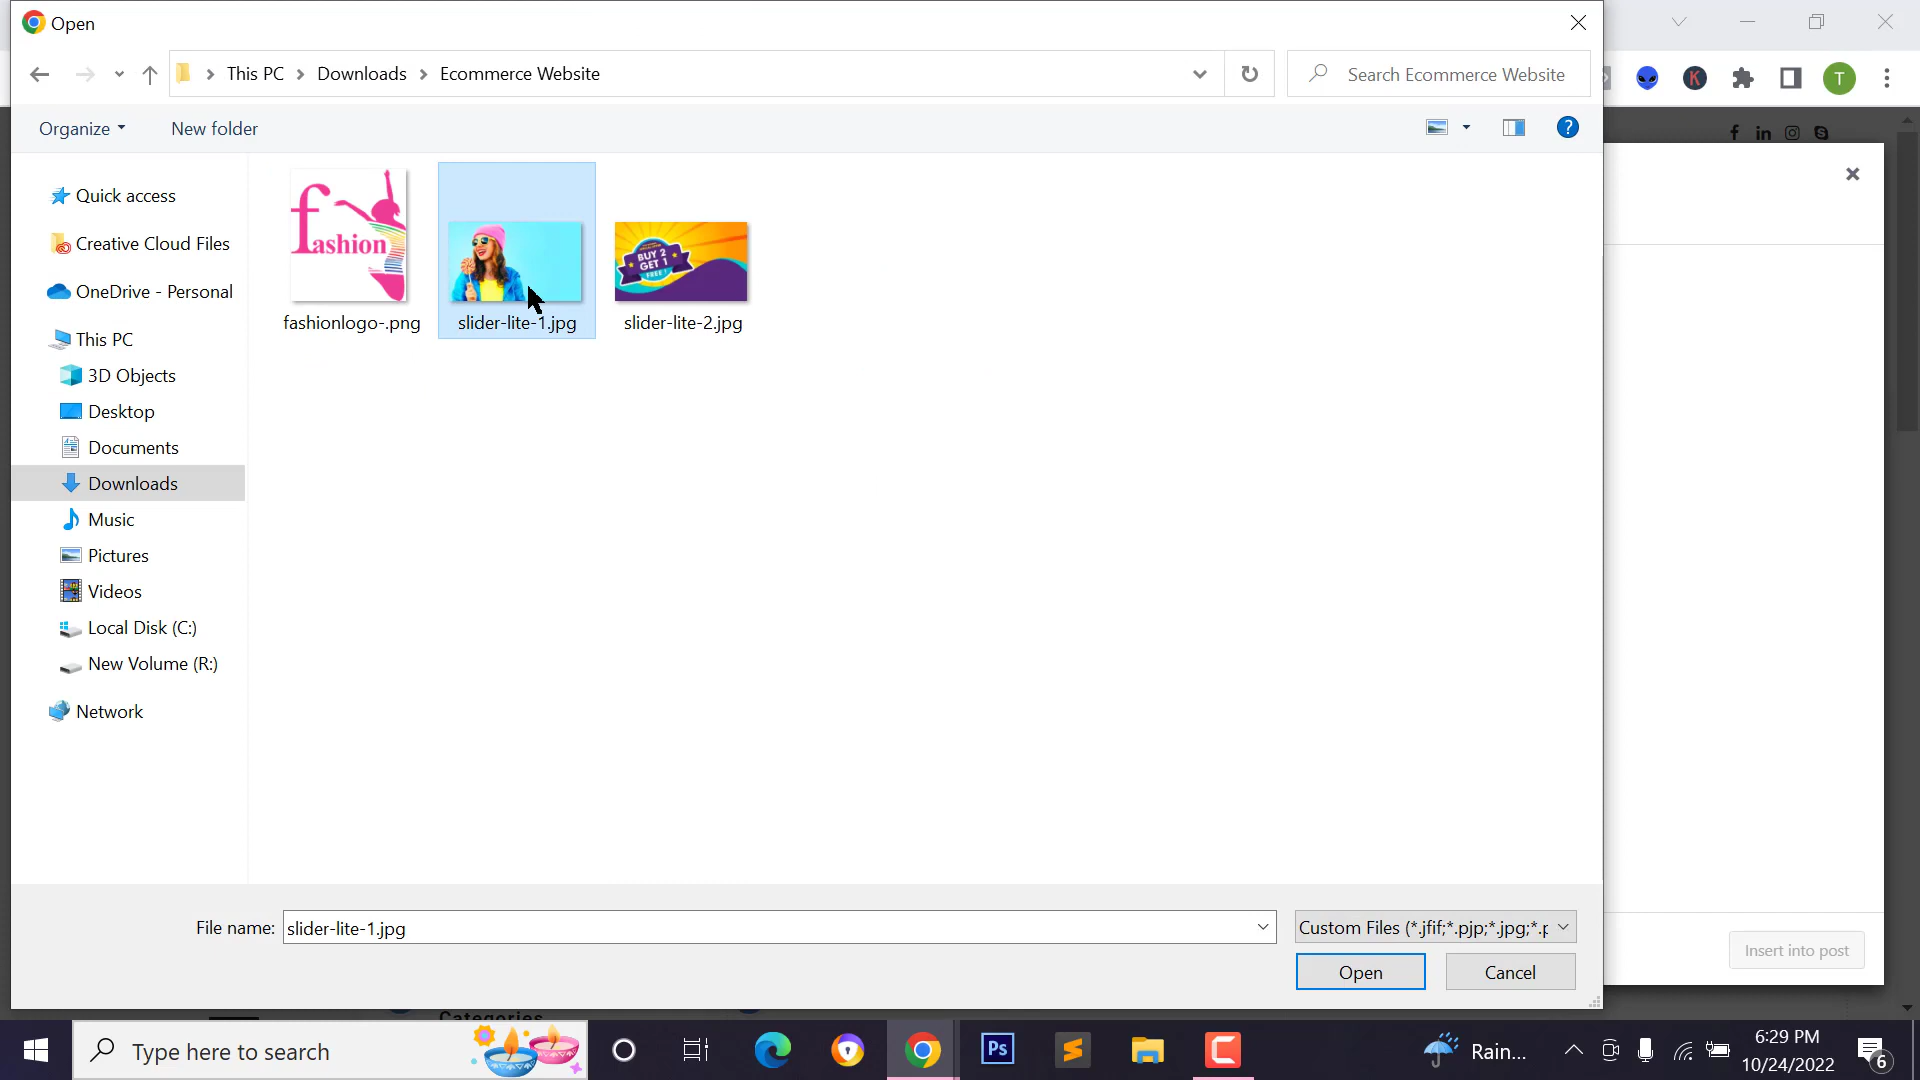 Open
This PC > Downloads > Ecommerce Website
Search Ecommerce Website
K
T
Organize
New folder
?
f in
Quick access
Creative Cloud Files
OneDrive - Personal
This PC
3D Objects
Desktop
Documents
Downloads
Music
Pictures
Videos
Local Disk (C:)
New Volume (R:)
Network
fashion
BUY 2
GET 1
FREE!
fashionlogo-.png
slider-lite-1.jpg
slider-lite-2.jpg
File name:
slider-lite-1.jpg
Custom Files (*.jfif;*.pjp;*.jpg;*.p
Open
Cancel
Insert into post
Type here to search
Ps
Rain...
6:29 PM
10/24/2022
6